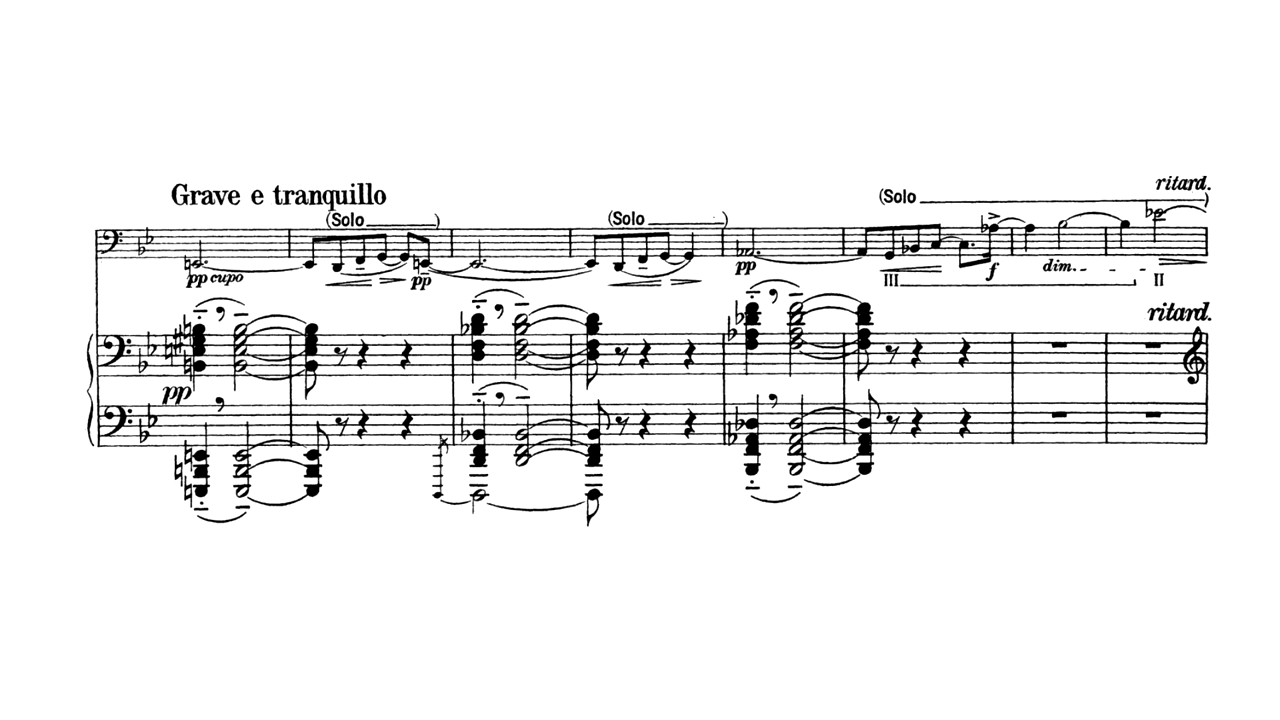 ritard.
Grave e tranquillo
(Solo )
(Solo )
(Solo )
pp cupo
pp
pp
f
dim.
III
II
ritard.
pp